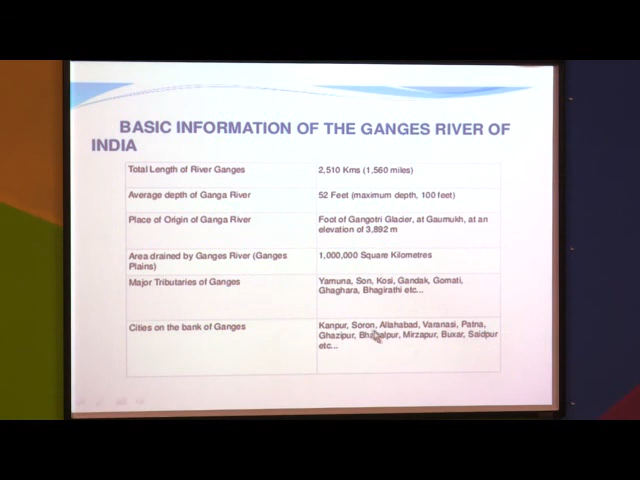 BASIC INFORMATION OF THE GANGES RIVER OF
INDIA
Total Length of River Ganges
2,510 Kms (1,560 miles)
Average depth of Ganga River
52 Feet (maximum depth, 100 feet)
Place of Origin of Ganga River
Foot of Gangotri Glacier, at Gaumukh, at an
elevation of 3,892 m
Area drained by Ganges River (Ganges
Plains)
1,000,000 Square Kilometres
Major Tributaries of Ganges
Yamuna, Son, Kosi, Gandak, Gomati,
Ghaghara, Bhagirathi etc...
Cities on the bank of Ganges
Kanpur, Soron, Allahabad, Varanasi, Patna,
Ghazipur, Bhagalpur, Mirzapur, Buxar, Saidpur
etc...